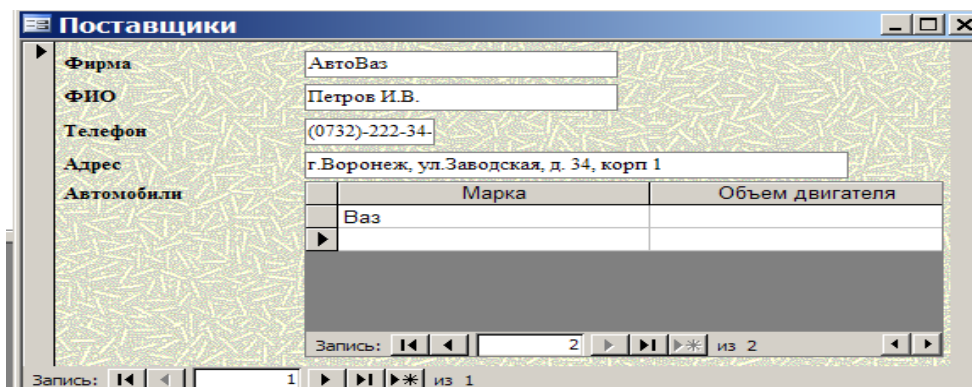 Поставщики
Фирма АвтоВаз
ФИО Петров И.В.
Телефон (0732)-222-34-
Адрес г.Воронеж, ул.Заводская, д. 34, корп 1
Автомобили Марка Объем двигателя
Ваз
Запись: 2 из 2
Запись: 1 из 1